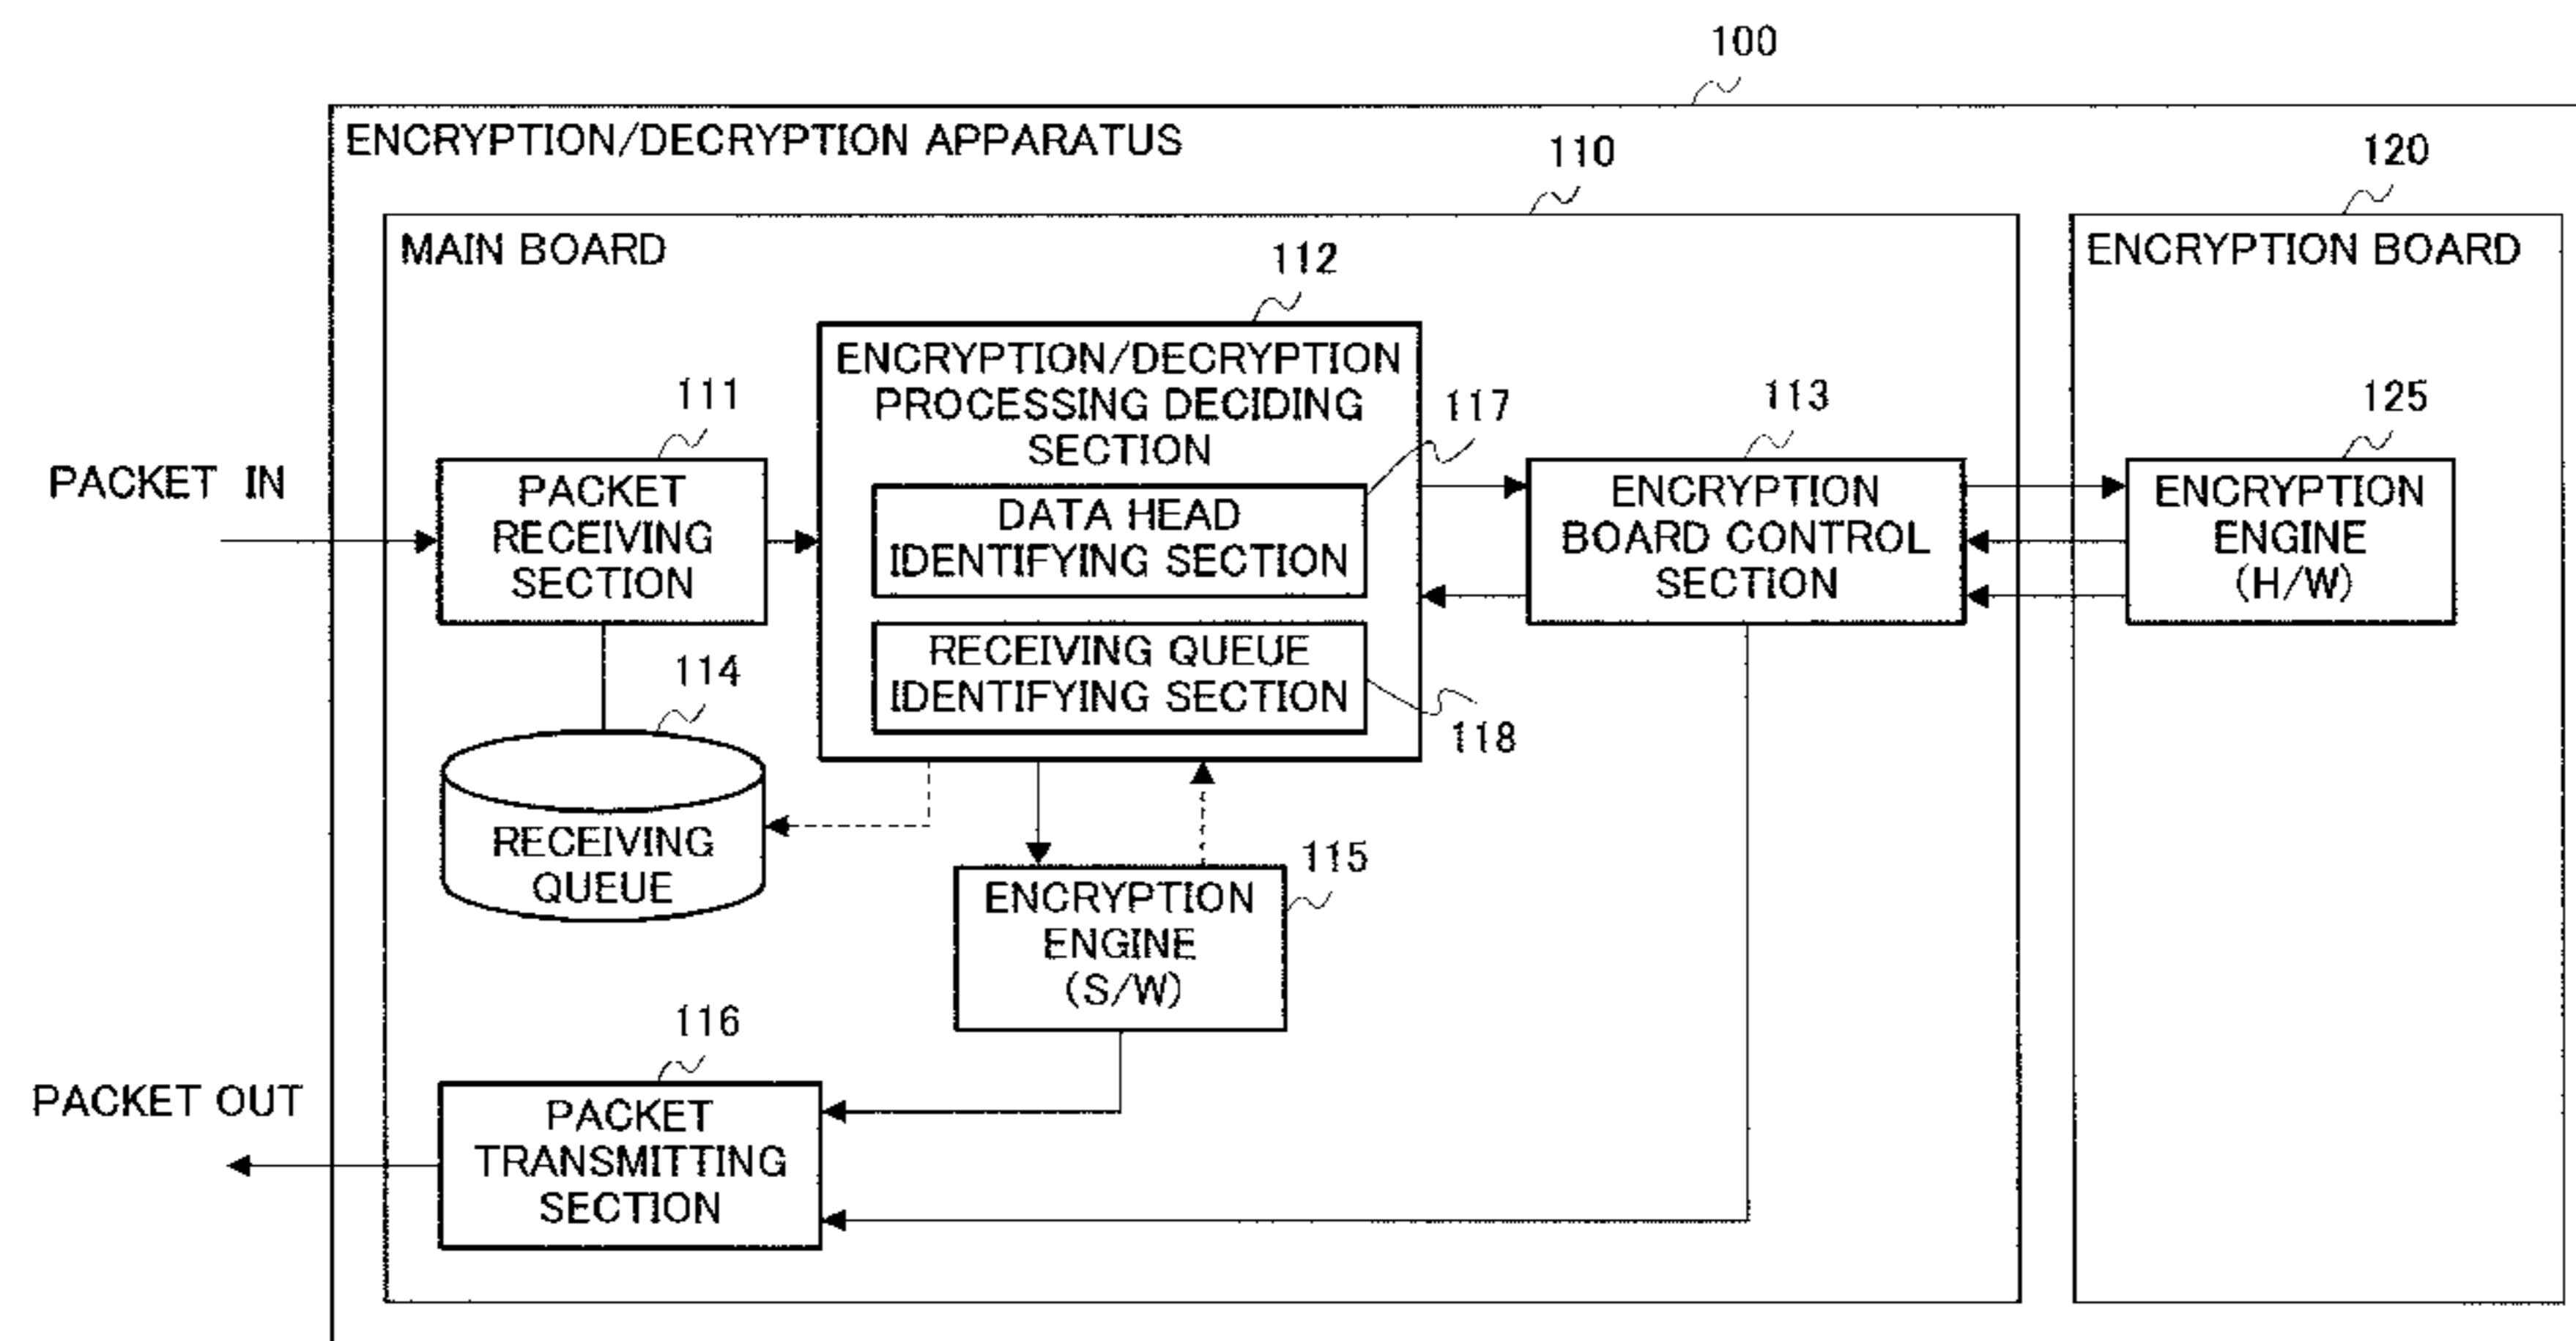 100
ENCRYPTION/DECRYPTION APPARATUS
110
120
MAIN BOARD
ENCRYPTION BOARD
112
ENCRYPTION/DECRYPTION
PROCESSING DECIDING
SECTION
111
117
113
125
PACKET IN
PACKET
RECEIVING
SECTION
DATA HEAD
IDENTIFYING SECTION
ENCRYPTION
BOARD CONTROL
SECTION
ENCRYPTION
ENGINE
(H/W)
RECEIVING QUEUE
IDENTIFYING SECTION
114
118
RECEIVING
QUEUE
115
ENCRYPTION
ENGINE
(S/W)
116
PACKET OUT
PACKET
TRANSMITTING
SECTION